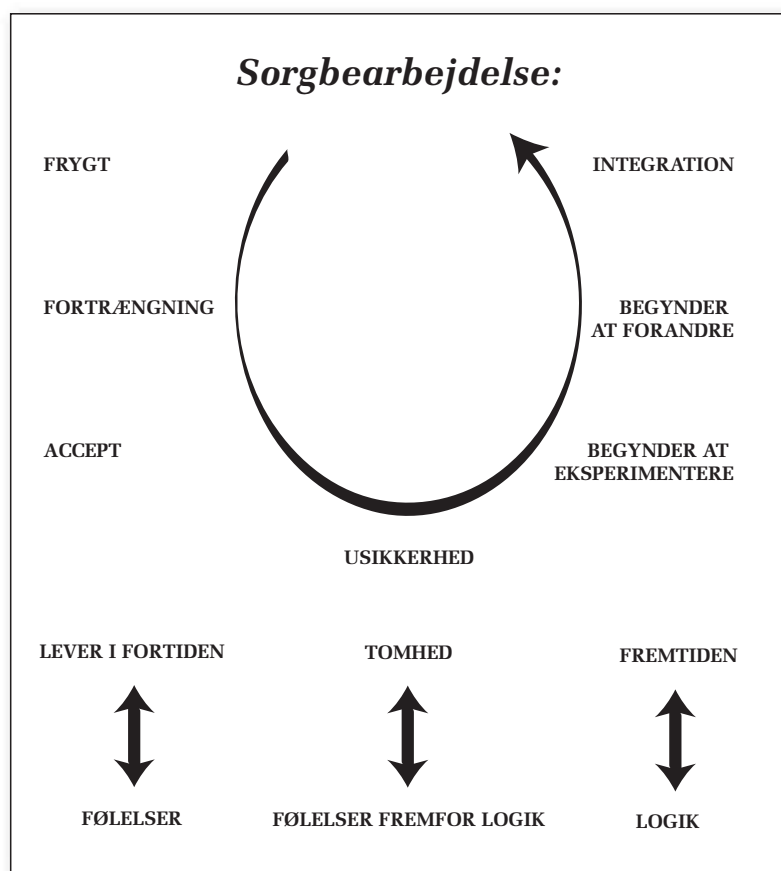 Sorgbearbejdelse:
FRYGT
INTEGRATION
FORTRÆNGNING
BEGYNDER
AT FORANDRE
ACCEPT
BEGYNDER AT
EKSPERIMENTERE
USIKKERHED
LEVER I FORTIDEN
TOMHED
FREMTIDEN
FØLELSER
FØLELSER FREMFOR LOGIK
LOGIK